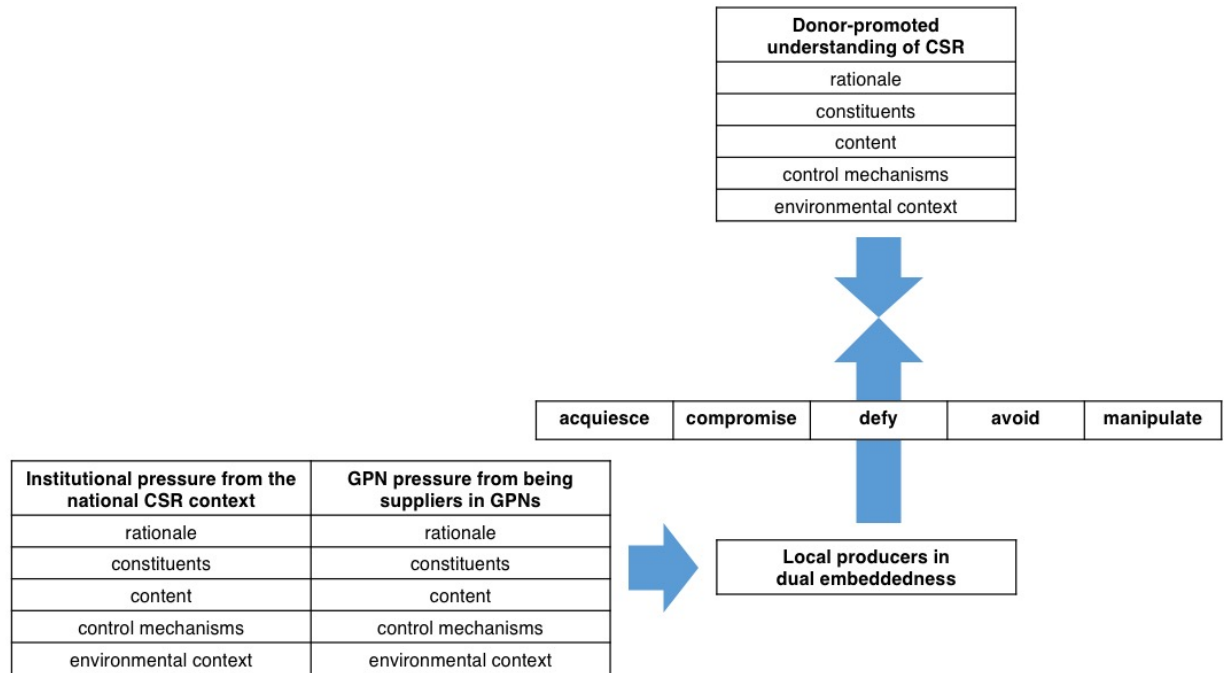 Donor-promoted
understanding of CSR
rationale
constituents
content
control mechanisms
environmental context
acquiesce compromise defy avoid manipulate
Institutional pressure from the
national CSR context
GPN pressure from being
suppliers in GPNs
rationale rationale
constituents constituents
content content
control mechanisms control mechanisms
environmental context environmental context
Local producers in
dual embeddedness